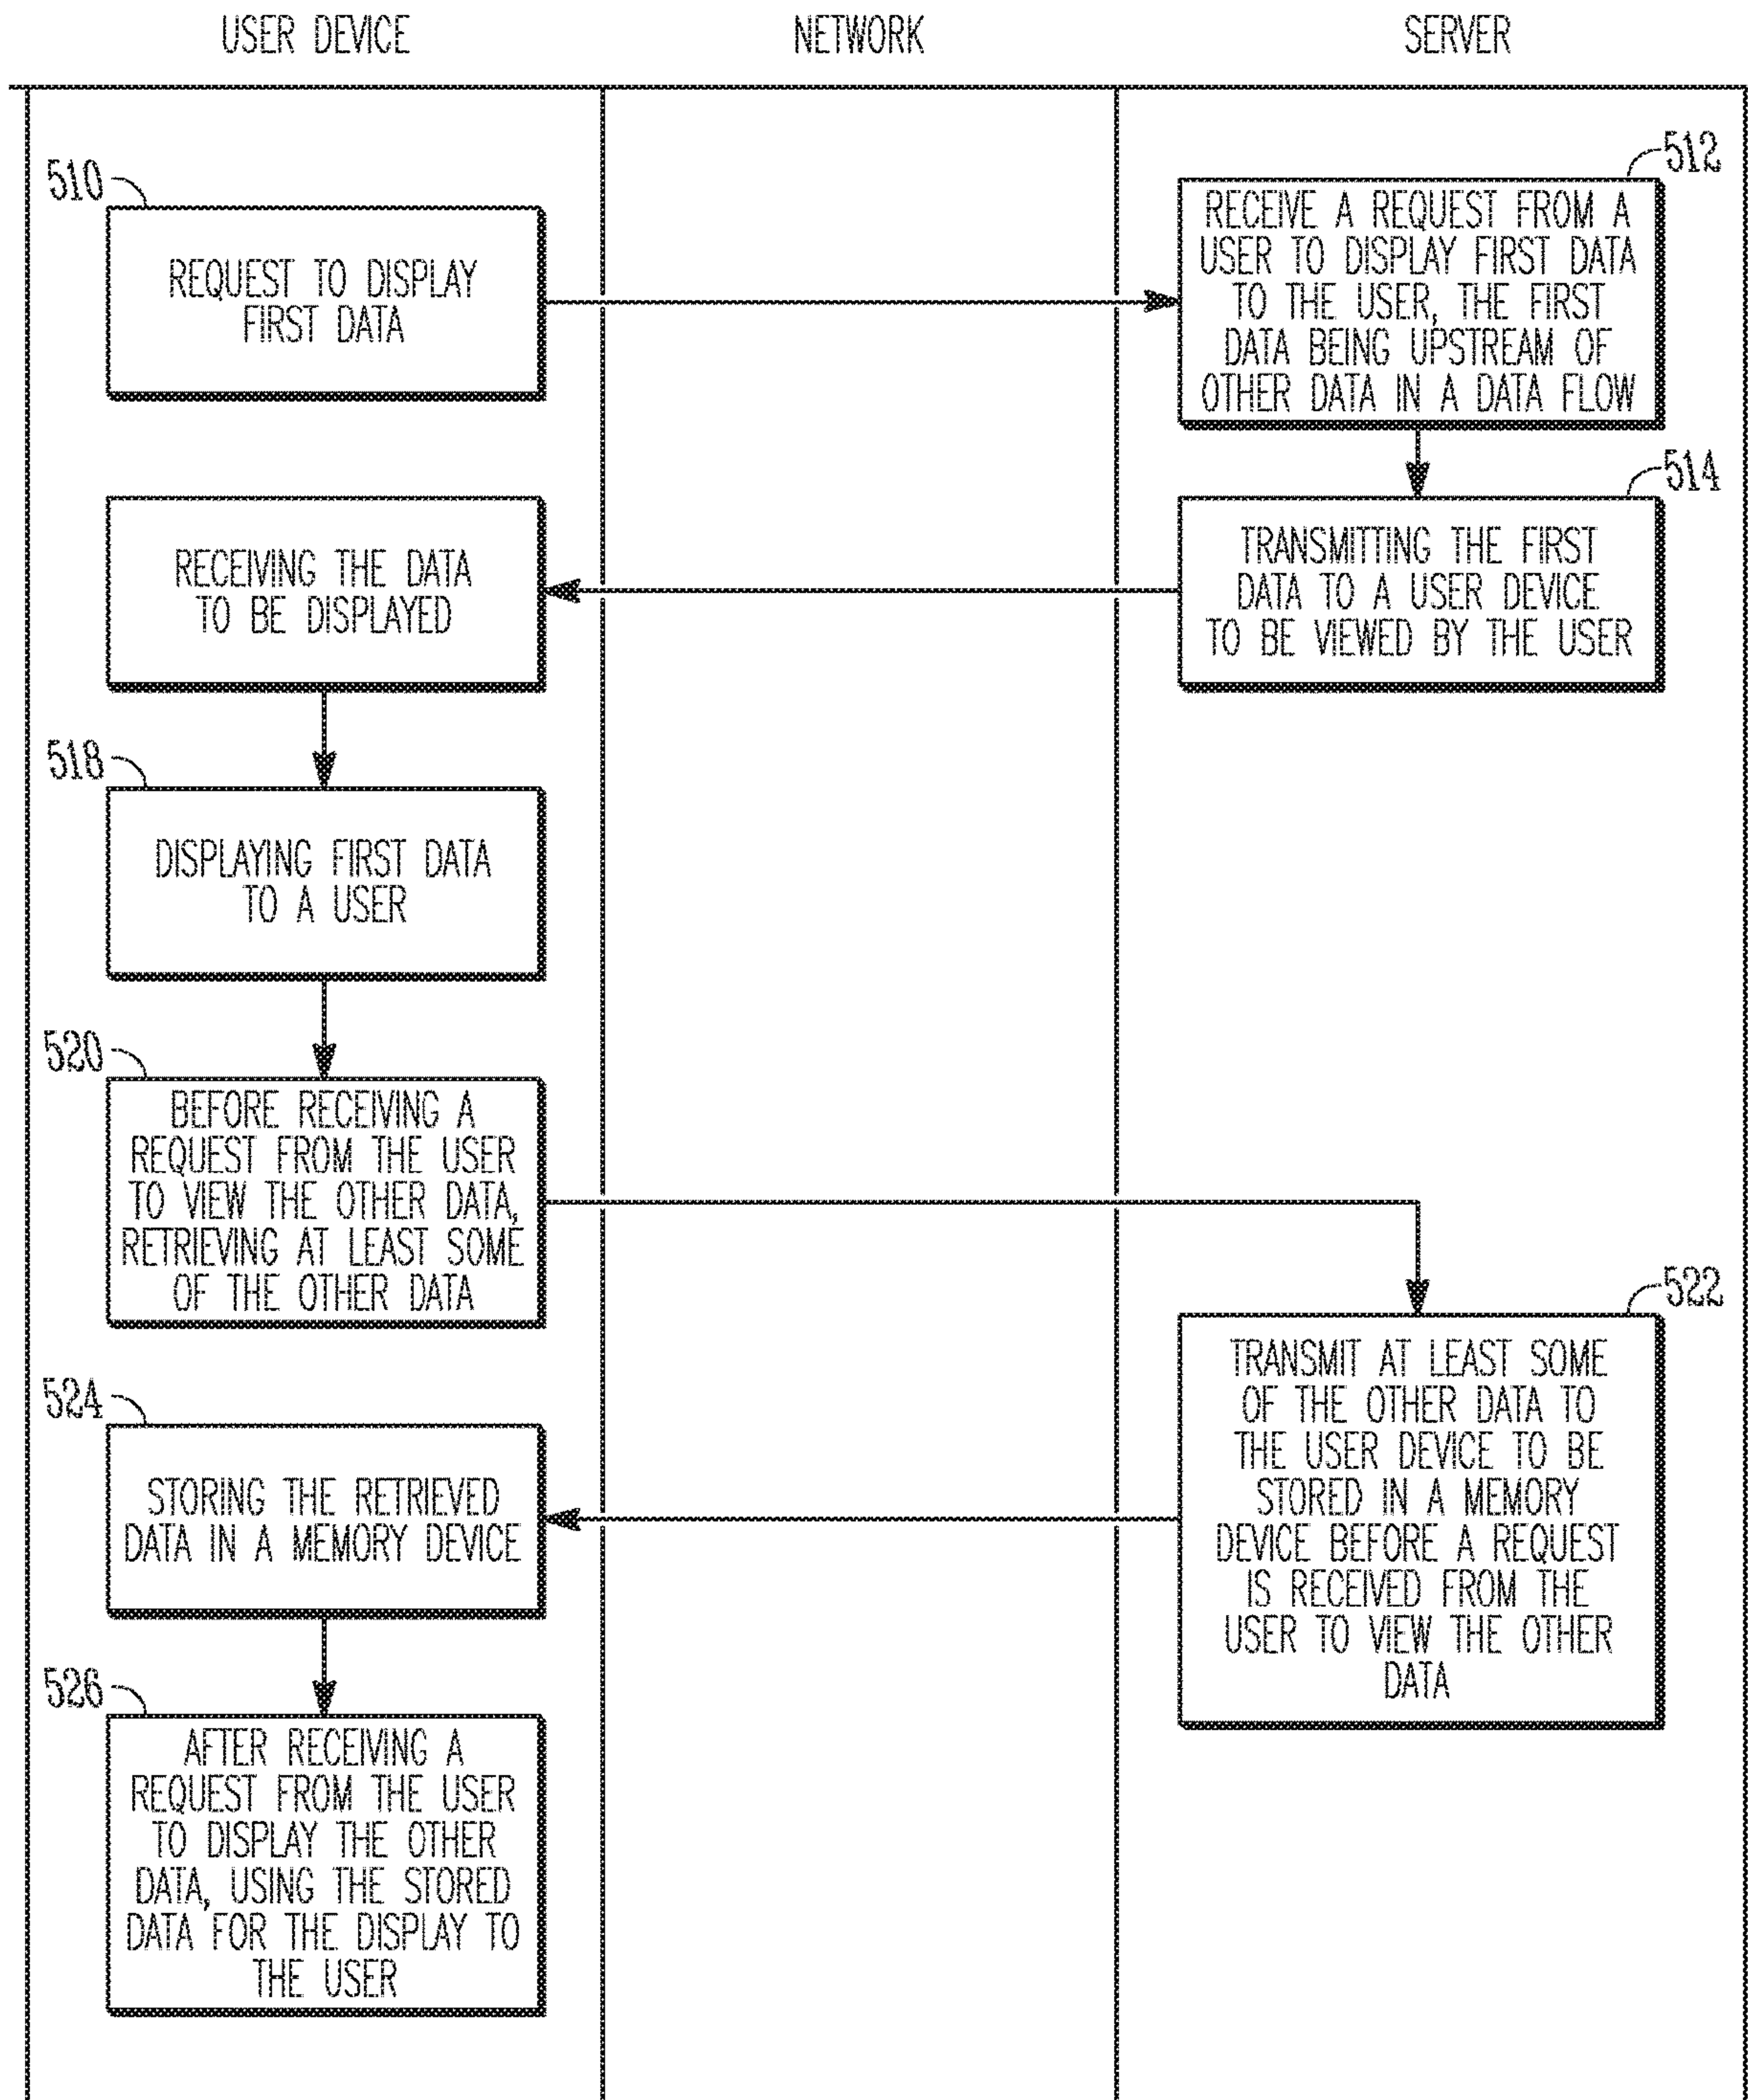 USER DEVICE
NETWORK
SERVER
510
REQUEST TO DISPLAY
FIRST DATA
512
RECEIVE A REQUEST FROM A
USER TO DISPLAY FIRST DATA
TO THE USER, THE FIRST
DATA BEING UPSTREAM OF
OTHER DATA IN A DATA FLOW
514
TRANSMITTING THE FIRST
DATA TO A USER DEVICE
TO BE VIEWED BY THE USER
RECEIVING THE DATA
TO BE DISPLAYED
518
DISPLAYING FIRST DATA
TO A USER
520
BEFORE RECEIVING A
REQUEST FROM THE USER
TO VIEW THE OTHER DATA,
RETRIEVING AT LEAST SOME
OF THE OTHER DATA
522
TRANSMIT AT LEAST SOME
OF THE OTHER DATA TO
THE USER DEVICE TO BE
STORED IN A MEMORY
DEVICE BEFORE A REQUEST
IS RECEIVED FROM THE
USER TO VIEW THE OTHER
DATA
524
STORING THE RETRIEVED
DATA IN A MEMORY DEVICE
526
AFTER RECEIVING A
REQUEST FROM THE USER
TO DISPLAY THE OTHER
DATA, USING THE STORED
DATA FOR THE DISPLAY TO
THE USER